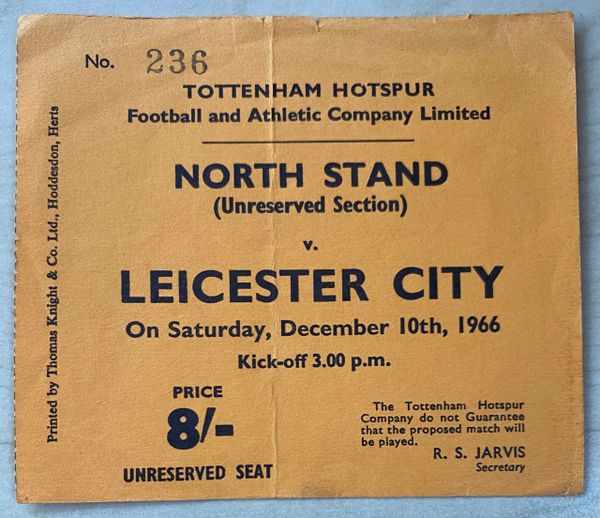 No. 236
TOTTENHAM HOTSPUR
Football and Athletic Company Limited
NORTH STAND
(Unreserved Section)
v.
LEICESTER CITY
On Saturday, December 10th, 1966
Kick-off 3.00 p.m.
PRICE
8/-
UNRESERVED SEAT
The Tottenham Hotspur
Company do not Guarantee
that the proposed match will
be played.
R. S. JARVIS
Secretary
Printed by Thomas Knight & Co. Ltd., Hoddesdon, Herts